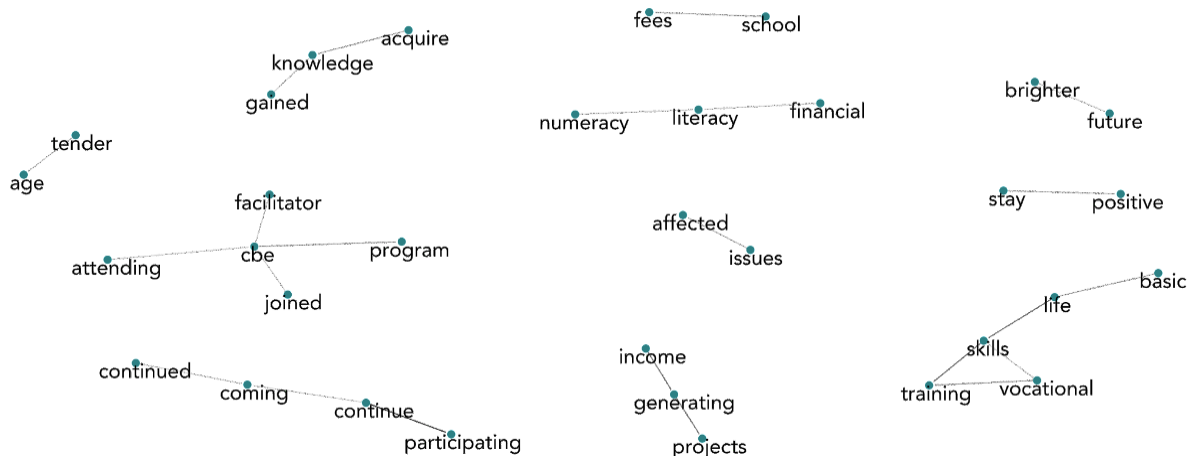 fees
school
acquire
knowledge
gained
brighter
future
numeracy
literacy
financial
tender
age
facilitator
stay
positive
affected
issues
attending
cbe
program
joined
basic
life
skills
training
vocational
income
generating
projects
continued
coming
continue
participating